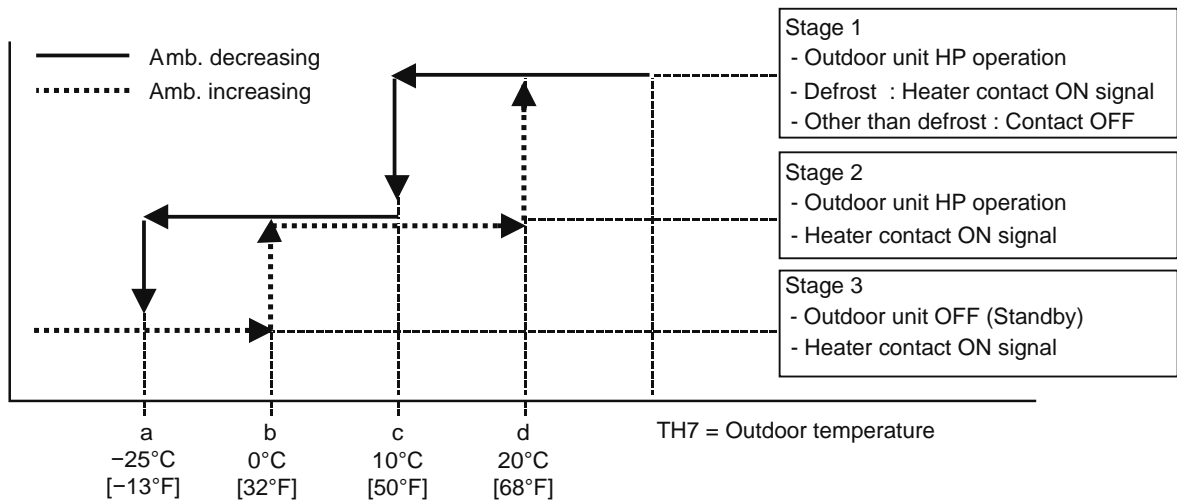 Amb. decreasing
Amb. increasing
Stage 1
- Outdoor unit HP operation
- Defrost : Heater contact ON signal
- Other than defrost : Contact OFF
Stage 2
- Outdoor unit HP operation
- Heater contact ON signal
Stage 3
- Outdoor unit OFF (Standby)
- Heater contact ON signal
a b c d TH7 = Outdoor temperature
−25°C 0°C 10°C 20°C
[−13°F] [32°F] [50°F] [68°F]